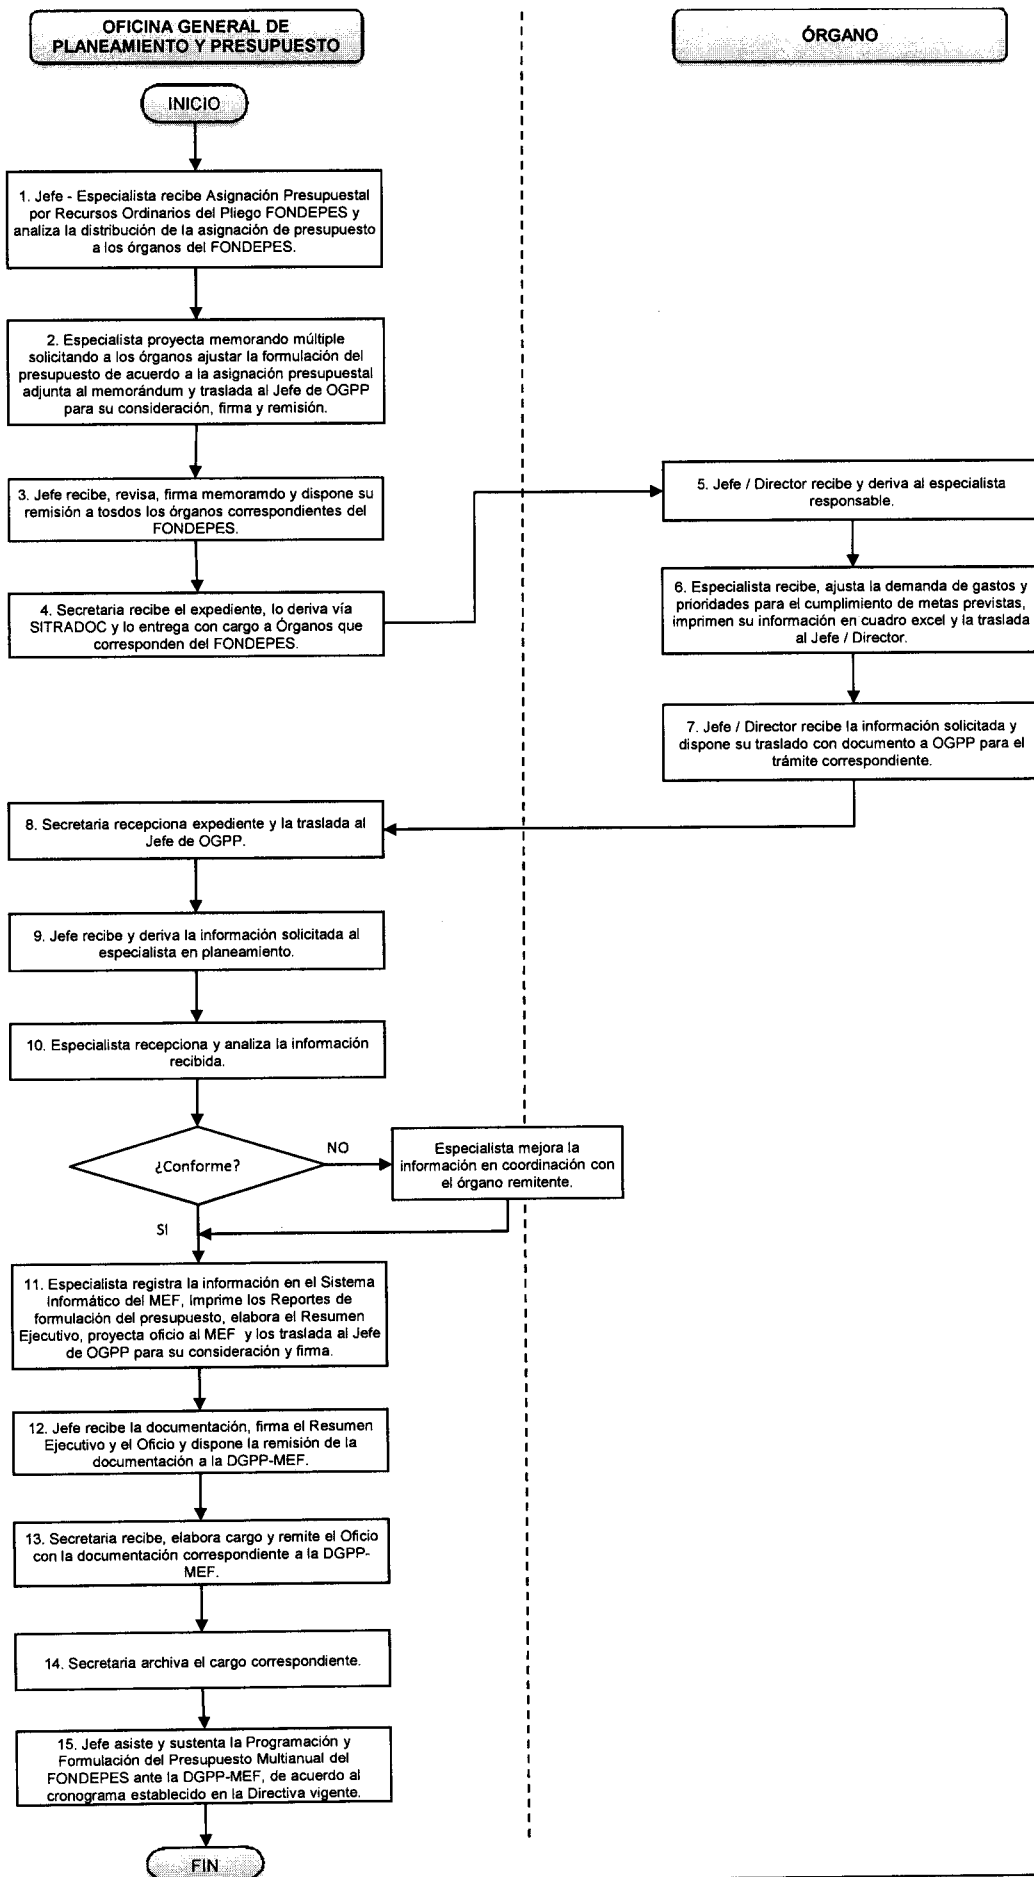 OFICINA GENERAL DE
PLANEAMIENTO Y PRESUPUESTO
ÓRGANO
INICIO
1. Jefe - Especialista recibe Asignación Presupuestal
por Recursos Ordinarios del Pliego FONDEPES y
analiza la distribución de la asignación de presupuesto
a los órganos del FONDEPES.
2. Especialista proyecta memorando múltiple
solicitando a los órganos ajustar la formulación del
presupuesto de acuerdo a la asignación presupuestal
adjunta al memorándum y traslada al Jefe de OGPP
para su consideración, firma y remisión.
3. Jefe recibe, revisa, firma memoramdo y dispone su
remisión a tosdos los órganos correspondientes del
FONDEPES.
4. Secretaria recibe el expediente, lo deriva vía
SITRADOC y lo entrega con cargo a Órganos que
corresponden del FONDEPES.
5. Jefe / Director recibe y deriva al especialista
responsable.
6. Especialista recibe, ajusta la demanda de gastos y
prioridades para el cumplimiento de metas previstas,
imprimen su información en cuadro excel y la traslada
al Jefe / Director.
7. Jefe / Director recibe la información solicitada y
dispone su traslado con documento a OGPP para el
trámite correspondiente.
8. Secretaria recepciona expediente y la traslada al
Jefe de OGPP.
9. Jefe recibe y deriva la información solicitada al
especialista en planeamiento.
10. Especialista recepciona y analiza la información
recibida.
¿Conforme?
NO
Especialista mejora la
información en coordinación con
el órgano remitente.
SI
11. Especialista registra la información en el Sistema
Informático del MEF, imprime los Reportes de
formulación del presupuesto, elabora el Resumen
Ejecutivo, proyecta oficio al MEF y los traslada al Jefe
de OGPP para su consideración y firma.
12. Jefe recibe la documentación, firma el Resumen
Ejecutivo y el Oficio y dispone la remisión de la
documentación a la DGPP-MEF.
13. Secretaria recibe, elabora cargo y remite el Oficio
con la documentación correspondiente a la DGPP-
MEF.
14. Secretaria archiva el cargo correspondiente.
15. Jefe asiste y sustenta la Programación y
Formulación del Presupuesto Multianual del
FONDEPES ante la DGPP-MEF, de acuerdo al
cronograma establecido en la Directiva vigente.
FIN